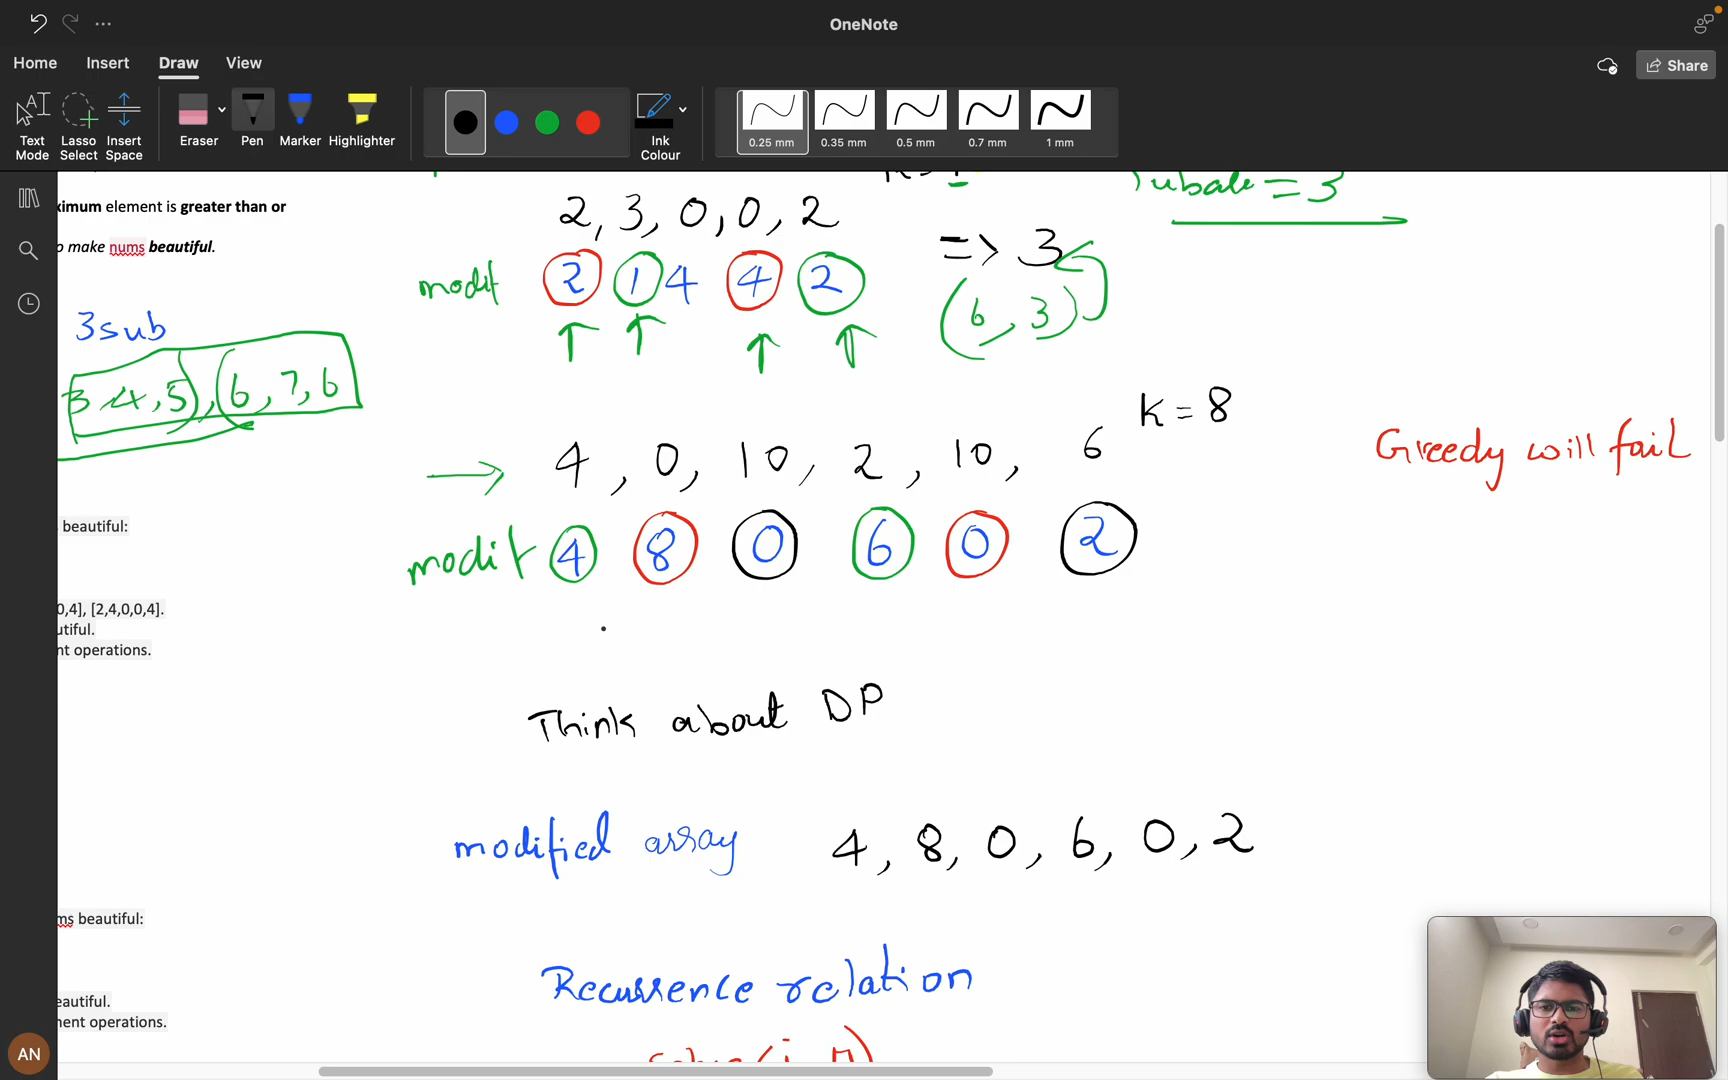 OneNote
Home Insert Draw View
Share
Text Mode
Lasso Select
Insert Space
Eraser
Pen
Marker
Highlighter
Ink Colour
0.25 mm
0.35 mm
0.5 mm
0.7 mm
1 mm
ximum element is greater than or
o make nums beautiful.
3sub
3,4,5),(6,7,6
beautiful:
0,4], [2,4,0,0,4].
utiful.
nt operations.
ms beautiful:
eautiful.
nent operations.
= 3
2, 3, 0, 0, 2
=> 3
modif 2 1 4 4 2
(6, 3)
K = 8
4, 0, 10, 2, 10, 6
Greedy will fail
modif 4 8 0 6 0 2
Think about DP
modified array 4, 8, 0, 6, 0, 2
Recurrence relation
AN